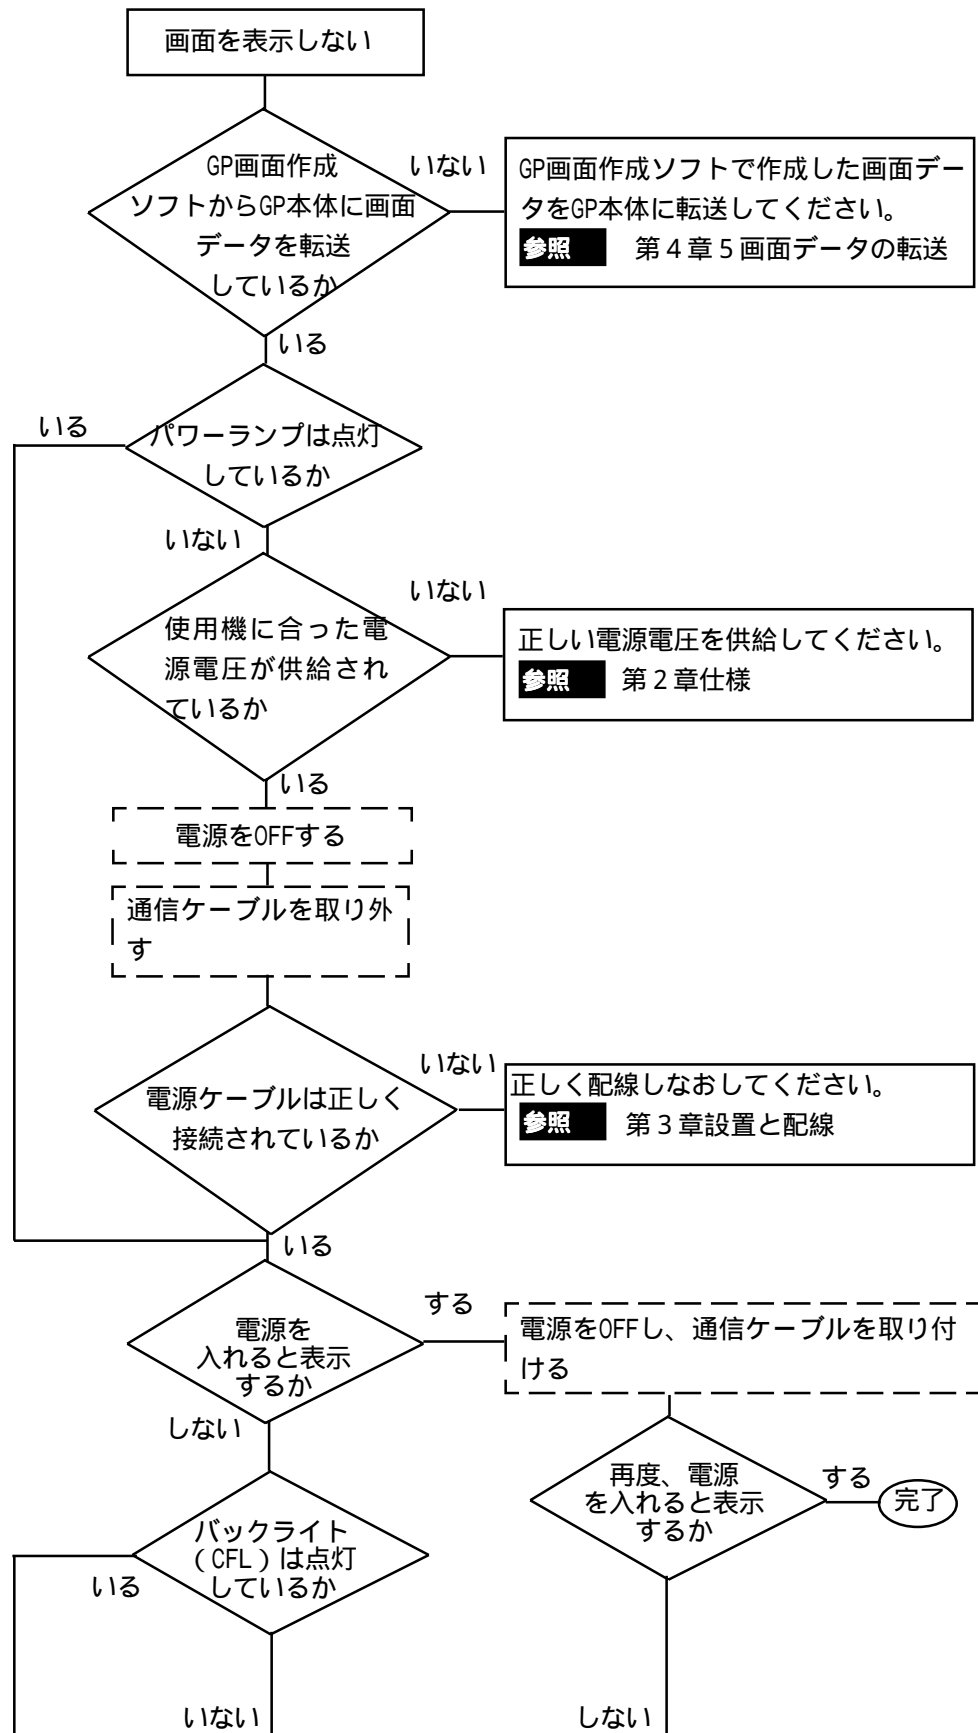 画面を表示しない
GP画面作成
ソフトからGP本体に画面
データを転送
しているか
いない
GP画面作成ソフトで作成した画面デー
タをGP本体に転送してください。
参照 第4章5画面データの転送
いる
パワーランプは点灯
しているか
いる
いない
使用機に合った電
源電圧が供給され
ているか
いない
正しい電源電圧を供給してください。
参照 第2章仕様
いる
電源をOFFする
通信ケーブルを取り外
す
電源ケーブルは正しく
接続されているか
いない
正しく配線しなおしてください。
参照 第3章設置と配線
いる
電源を
入れると表示
するか
する
電源をOFFし、通信ケーブルを取り付
ける
しない
再度、電源
を入れると表示
するか
する
完了
バックライト
(CFL)は点灯
しているか
いる
いない
しない